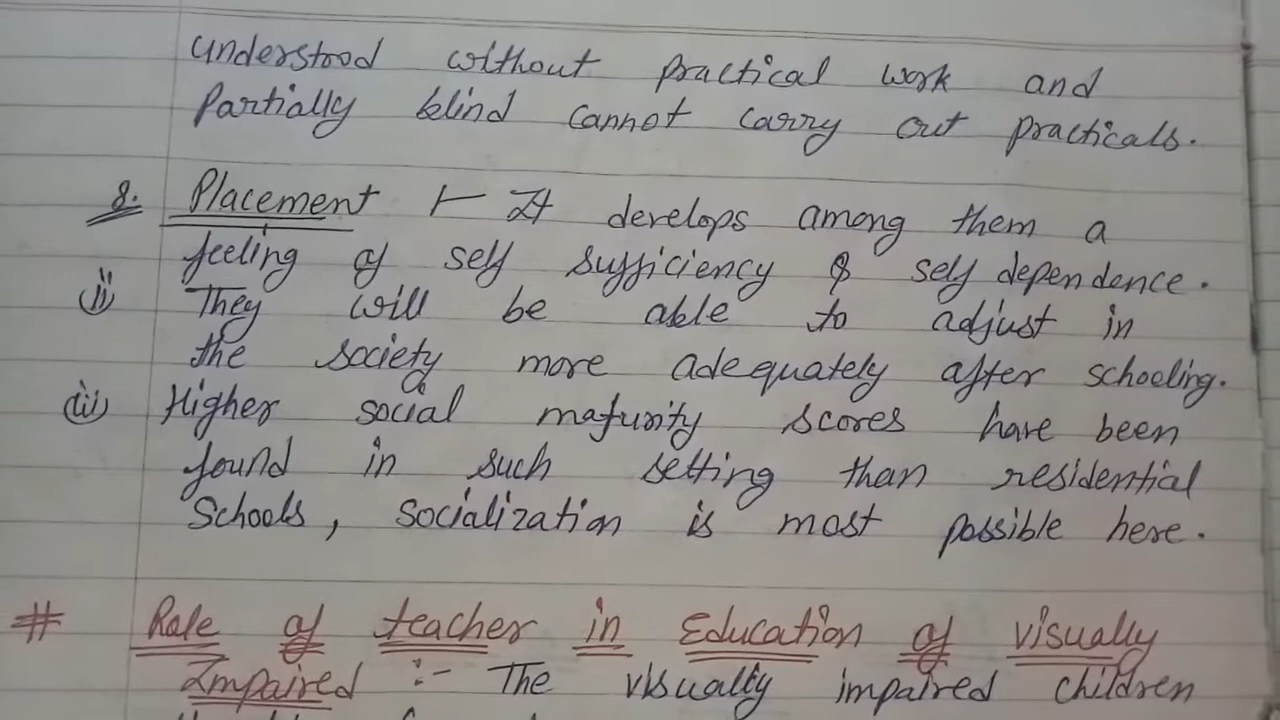 understood without practical work and
Partially blind cannot carry out practicals.
8. Placement :- It develops among them a
feeling of self sufficiency & self dependence.
(ii) They will be able to adjust in
the society more adequately after schooling.
(iii) Higher social maturity scores have been
found in such setting than residential
Schools, socialization is most possible here.
# Role of teacher in Education of visually
Impaired :- The visually impaired children